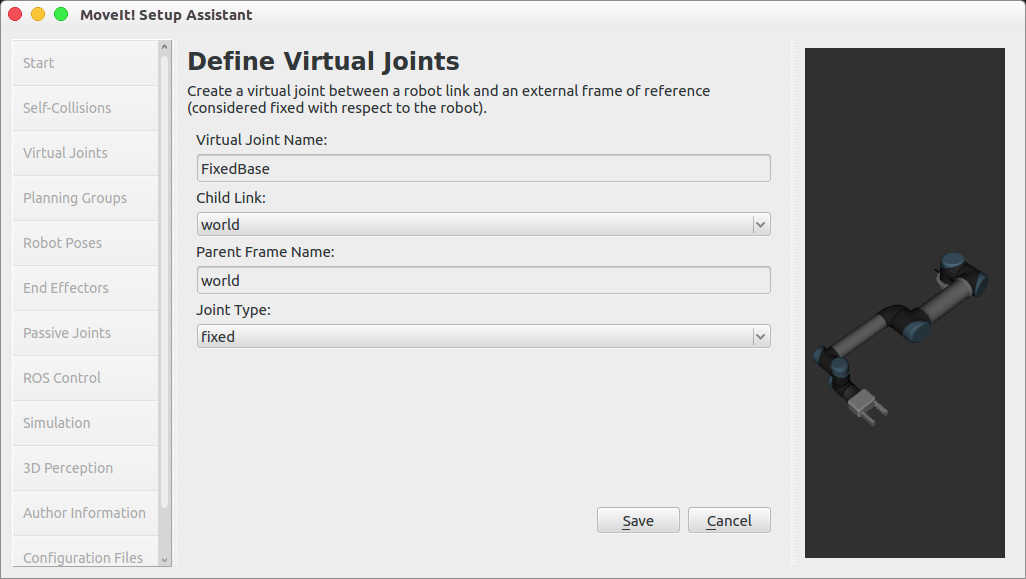 MoveIt! Setup Assistant
Start
Self-Collisions
Virtual Joints
Planning Groups
Robot Poses
End Effectors
Passive Joints
ROS Control
Simulation
3D Perception
Author Information
Configuration Files
Define Virtual Joints
Create a virtual joint between a robot link and an external frame of reference
(considered fixed with respect to the robot).
Virtual Joint Name:
FixedBase
Child Link:
world
Parent Frame Name:
world
Joint Type:
fixed
Save
Cancel